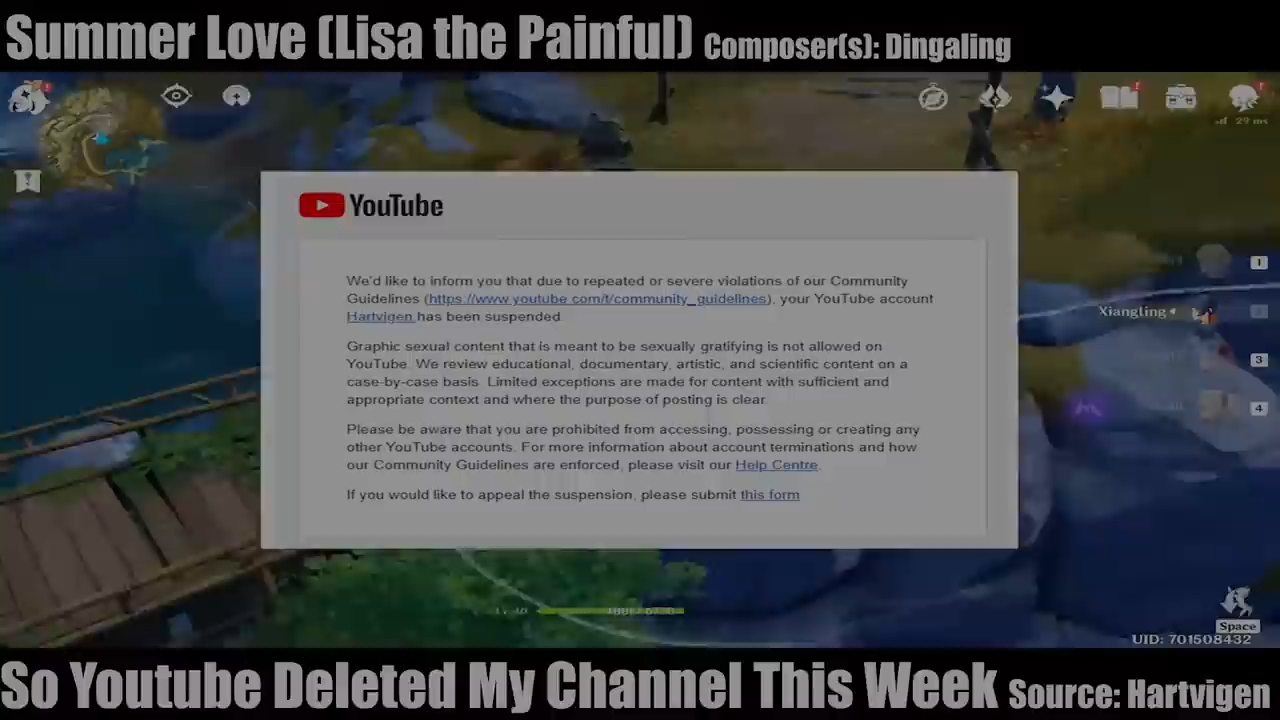 Summer Love (Lisa the Painful) Composer(s): Dingaling
29 ms
YouTube
We'd like to inform you that due to repeated or severe violations of our Community
Guidelines (https://www.youtube.com/t/community_guidelines), your YouTube account
Hartvigen has been suspended.
Graphic sexual content that is meant to be sexually gratifying is not allowed on
YouTube. We review educational, documentary, artistic, and scientific content on a
case-by-case basis. Limited exceptions are made for content with sufficient and
appropriate context and where the purpose of posting is clear.
Please be aware that you are prohibited from accessing, possessing or creating any
other YouTube accounts. For more information about account terminations and how
our Community Guidelines are enforced, please visit our Help Centre.
If you would like to appeal the suspension, please submit this form
1
Xiangling
3
4
Space
UID: 701508432
So Youtube Deleted My Channel This Week Source: Hartvigen